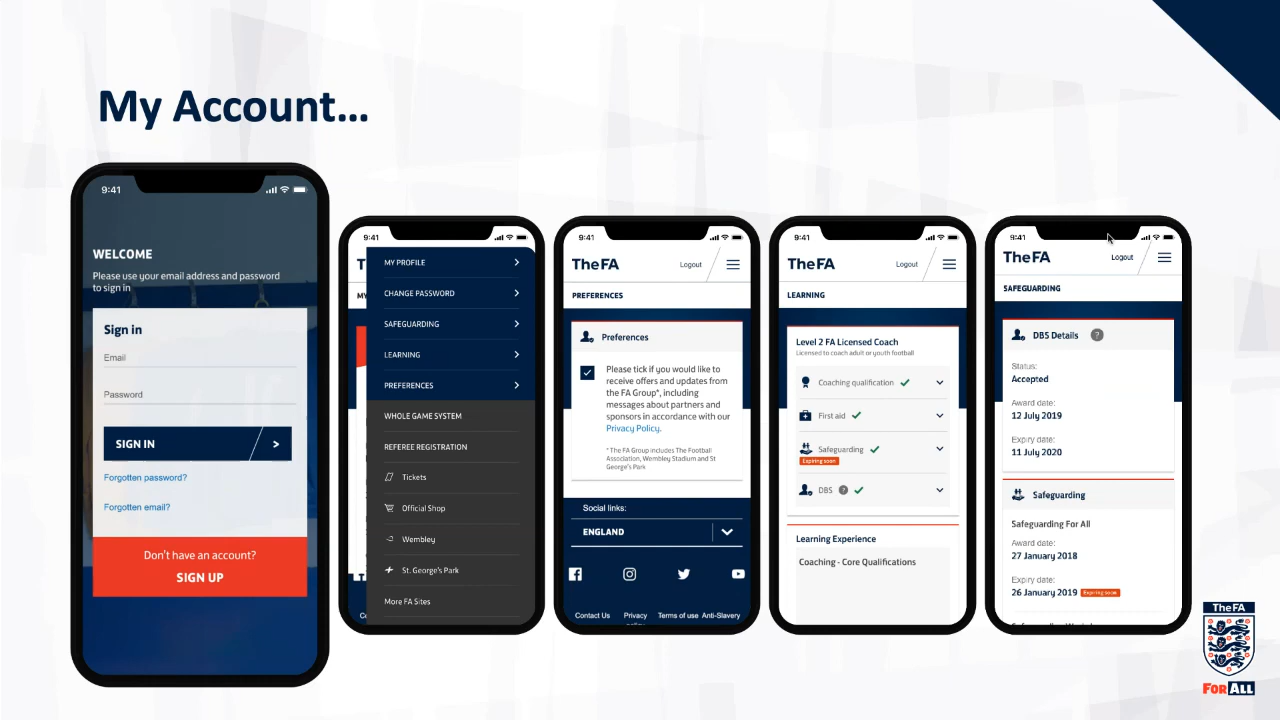 My Account...
9:41
WELCOME
Please use your email address and password
to sign in
Sign in
Email
Password
SIGN IN >
Forgotten password?
Forgotten email?
Don't have an account?
SIGN UP
9:41
T
MY
MY PROFILE
CHANGE PASSWORD
SAFEGUARDING
LEARNING
PREFERENCES
WHOLE GAME SYSTEM
REFEREE REGISTRATION
Tickets
Official Shop
Wembley
St. George's Park
More FA Sites
Co
9:41
TheFA Logout
PREFERENCES
Preferences
Please tick if you would like to
receive offers and updates from
the FA Group*, including
messages about partners and
sponsors in accordance with our
Privacy Policy.
* The FA Group includes The Football
Association, Wembley Stadium and St
George's Park
Social links:
ENGLAND
Contact Us Privacy Terms of use Anti-Slavery
policy
9:41
TheFA Logout
LEARNING
Level 2 FA Licensed Coach
Licensed to coach adult or youth football
Coaching qualification
First aid
Safeguarding
Expiring soon
DBS ?
Learning Experience
Coaching - Core Qualifications
9:41
TheFA Logout
SAFEGUARDING
DBS Details ?
Status:
Accepted
Award date:
12 July 2019
Expiry date:
11 July 2020
Safeguarding
Safeguarding For All
Award date:
27 January 2018
Expiry date:
26 January 2019 Expiring soon
TheFA
FOR ALL